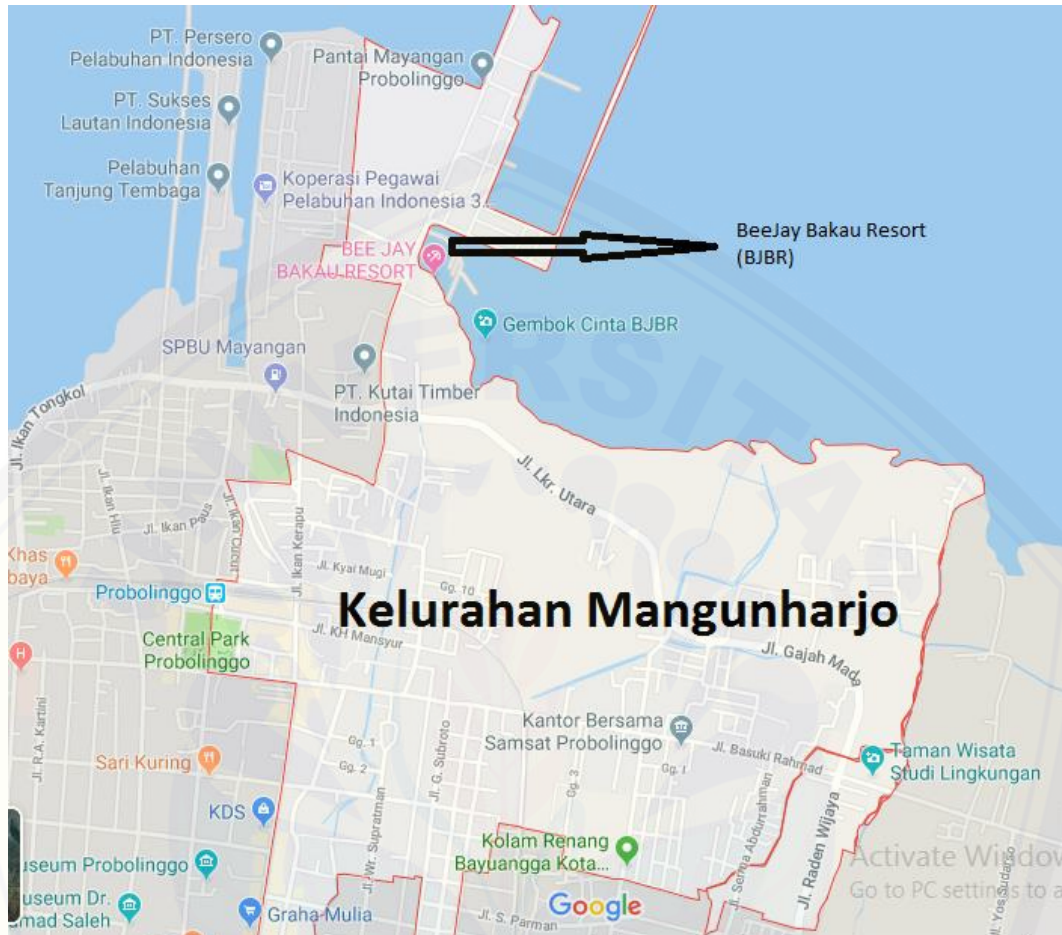 PT. Persero
Pelabuhan Indonesia
Pantai Mayangan
Probolinggo
PT. Sukses
Lautan Indonesia
Pelabuhan
Tanjung Tembaga
Koperasi Pegawai
Pelabuhan Indonesia 3...
BEE JAY
BAKAU RESORT
BeeJay Bakau Resort
(BJBR)
Gembok Cinta BJBR
SPBU Mayangan
PT. Kutai Timber
Indonesia
Jl. Ikan Tongkol
Jl. Lkr. Utara
Jl. Ikan Hiu
Jl. Ikan Paus
Jl. Ikan Cucut
Jl. Ikan Kerapu
Khas
baya
Jl. Kyai Mugi
Gg. 10
Probolinggo
Kelurahan Mangunharjo
Central Park
Probolinggo
Jl. KH Mansyur
Jl. Gajah Mada
H
Jl. R.A. Kartini
Kantor Bersama
Samsat Probolinggo
Jl. Basuki Rahmad
Taman Wisata
Studi Lingkungan
Sari Kuring
Gg. 1
Gg. 2
Jl. G. Subroto
Gg. 3
Gg. I
KDS
Jl. Wr. Supratman
Kolam Renang
Bayuangga Kota...
Jl. Serma Abdurrahman
Jl. Raden Wijaya
Activate Window
Go to PC settings to a
useum Probolinggo
useum Dr.
mad Saleh
Graha Mulia
Google
Jl. S. Parman
Jl. Yos Sudarso
ERSITA